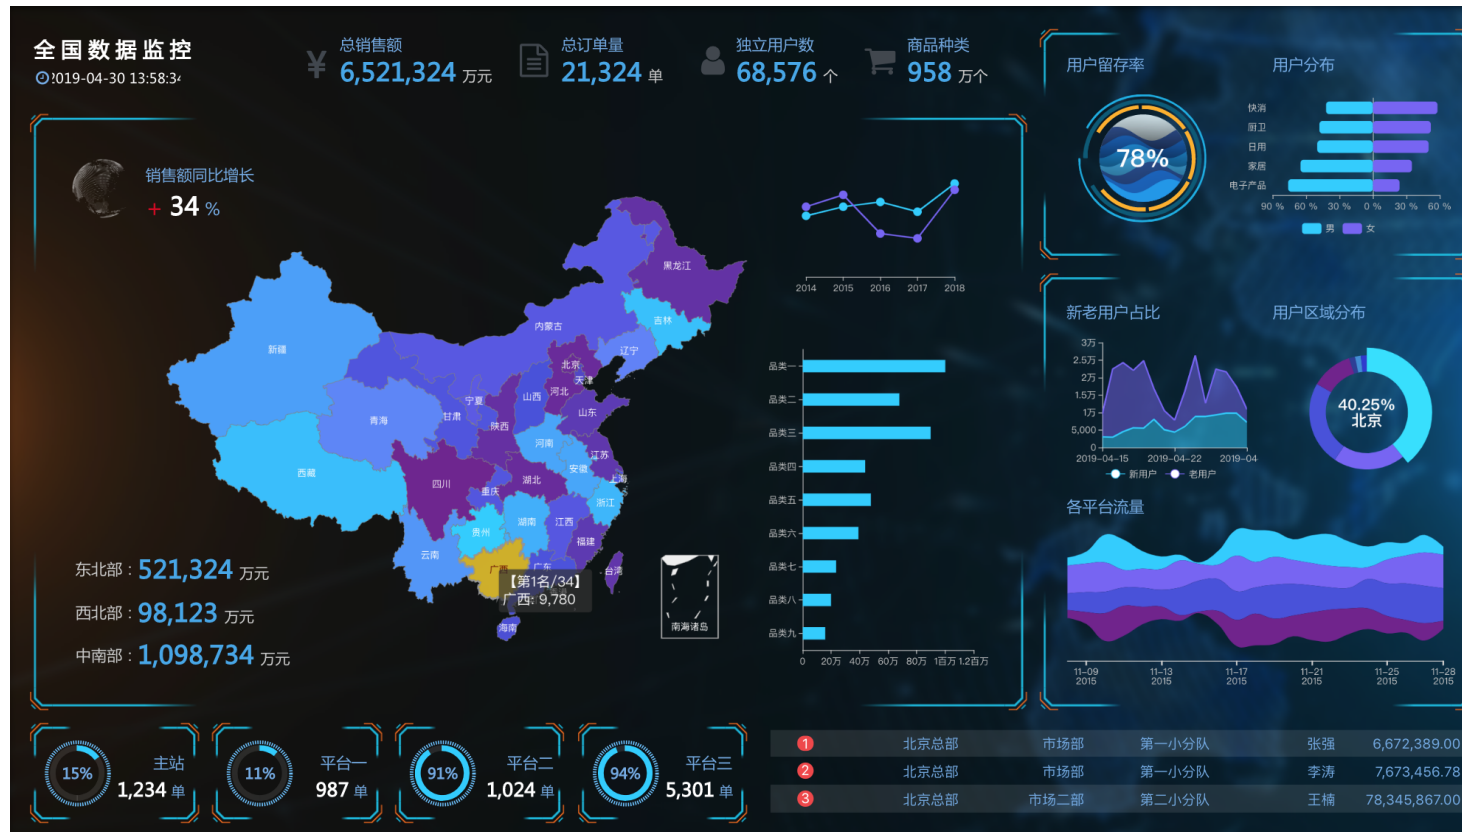 全国数据监控
2019-04-30 13:58:34
总销售额
6,521,324 万元
总订单量
21,324 单
独立用户数
68,576 个
商品种类
958 万个
销售额同比增长
+ 34 %
黑龙江
内蒙古
吉林
新疆
辽宁
北京
天津
青海
甘肃
宁夏
山西
河北
山东
陕西
河南
西藏
江苏
安徽
四川
湖北
上海
重庆
浙江
贵州
湖南
江西
福建
云南
广西
广东
台湾
【第1名/34】
广西: 9,780
海南
南海诸岛
东北部：521,324 万元
西北部：98,123 万元
中南部：1,098,734 万元
2014 2015 2016 2017 2018
品类一
品类二
品类三
品类四
品类五
品类六
品类七
品类八
品类九
0 20万 40万 60万 80万 1百万 1.2百万
用户留存率
78%
用户分布
快消
厨卫
日用
家居
电子产品
90 % 60 % 30 % 0 % 30 % 60 %
男 女
新老用户占比
3万
2.5万
2万
1.5万
1万
5,000
0
2019-04-15 2019-04-22 2019-04
新用户 老用户
用户区域分布
40.25%
北京
各平台流量
11-09 11-13 11-17 11-21 11-25 11-28
2015 2015 2015 2015 2015 2015
15% 主站
1,234 单
11% 平台一
987 单
91% 平台二
1,024 单
94% 平台三
5,301 单
1 北京总部 市场部 第一小分队 张强 6,672,389.00
2 北京总部 市场部 第一小分队 李涛 7,673,456.78
3 北京总部 市场二部 第二小分队 王楠 78,345,867.00